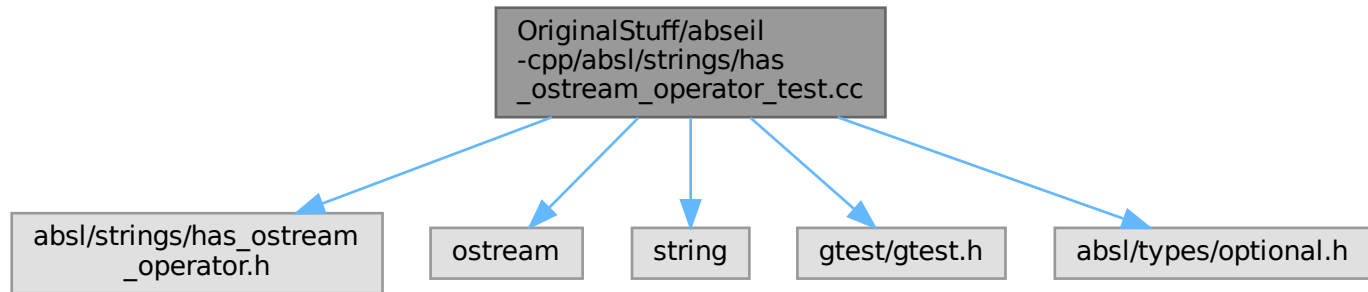 OriginalStuff/abseil
-cpp/absl/strings/has
_ostream_operator_test.cc
absl/strings/has_ostream
_operator.h
ostream
string
gtest/gtest.h
absl/types/optional.h